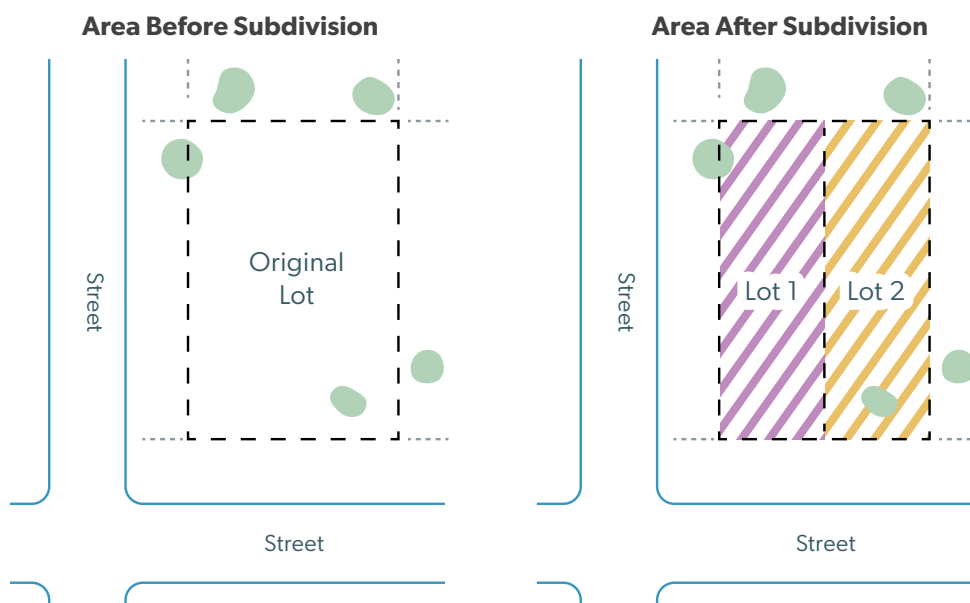 Area Before Subdivision
Original
Lot
Street
Street
Area After Subdivision
Lot 1
Lot 2
Street
Street